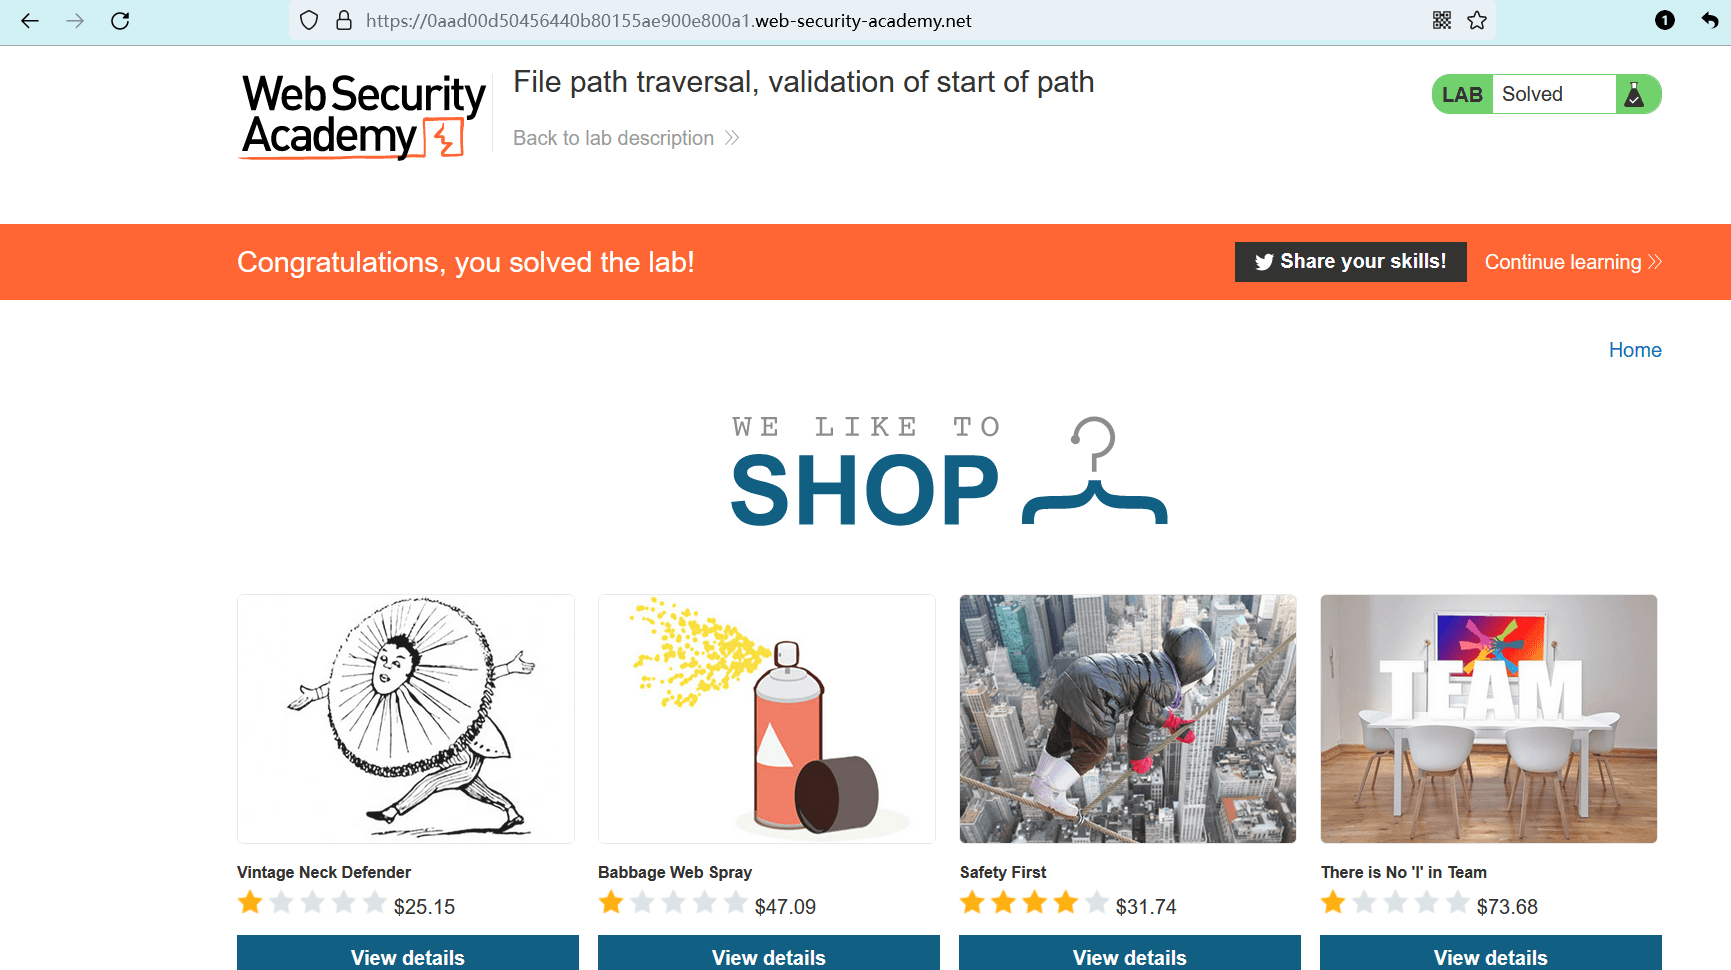 https://0aad00d50456440b80155ae900e800a1.web-security-academy.net
1
Web Security
Academy
File path traversal, validation of start of path
Back to lab description
LAB Solved
Congratulations, you solved the lab!
Share your skills!
Continue learning
Home
WE LIKE TO
SHOP
TEAM
Vintage Neck Defender
$25.15
View details
Babbage Web Spray
$47.09
View details
Safety First
$31.74
View details
There is No 'I' in Team
$73.68
View details